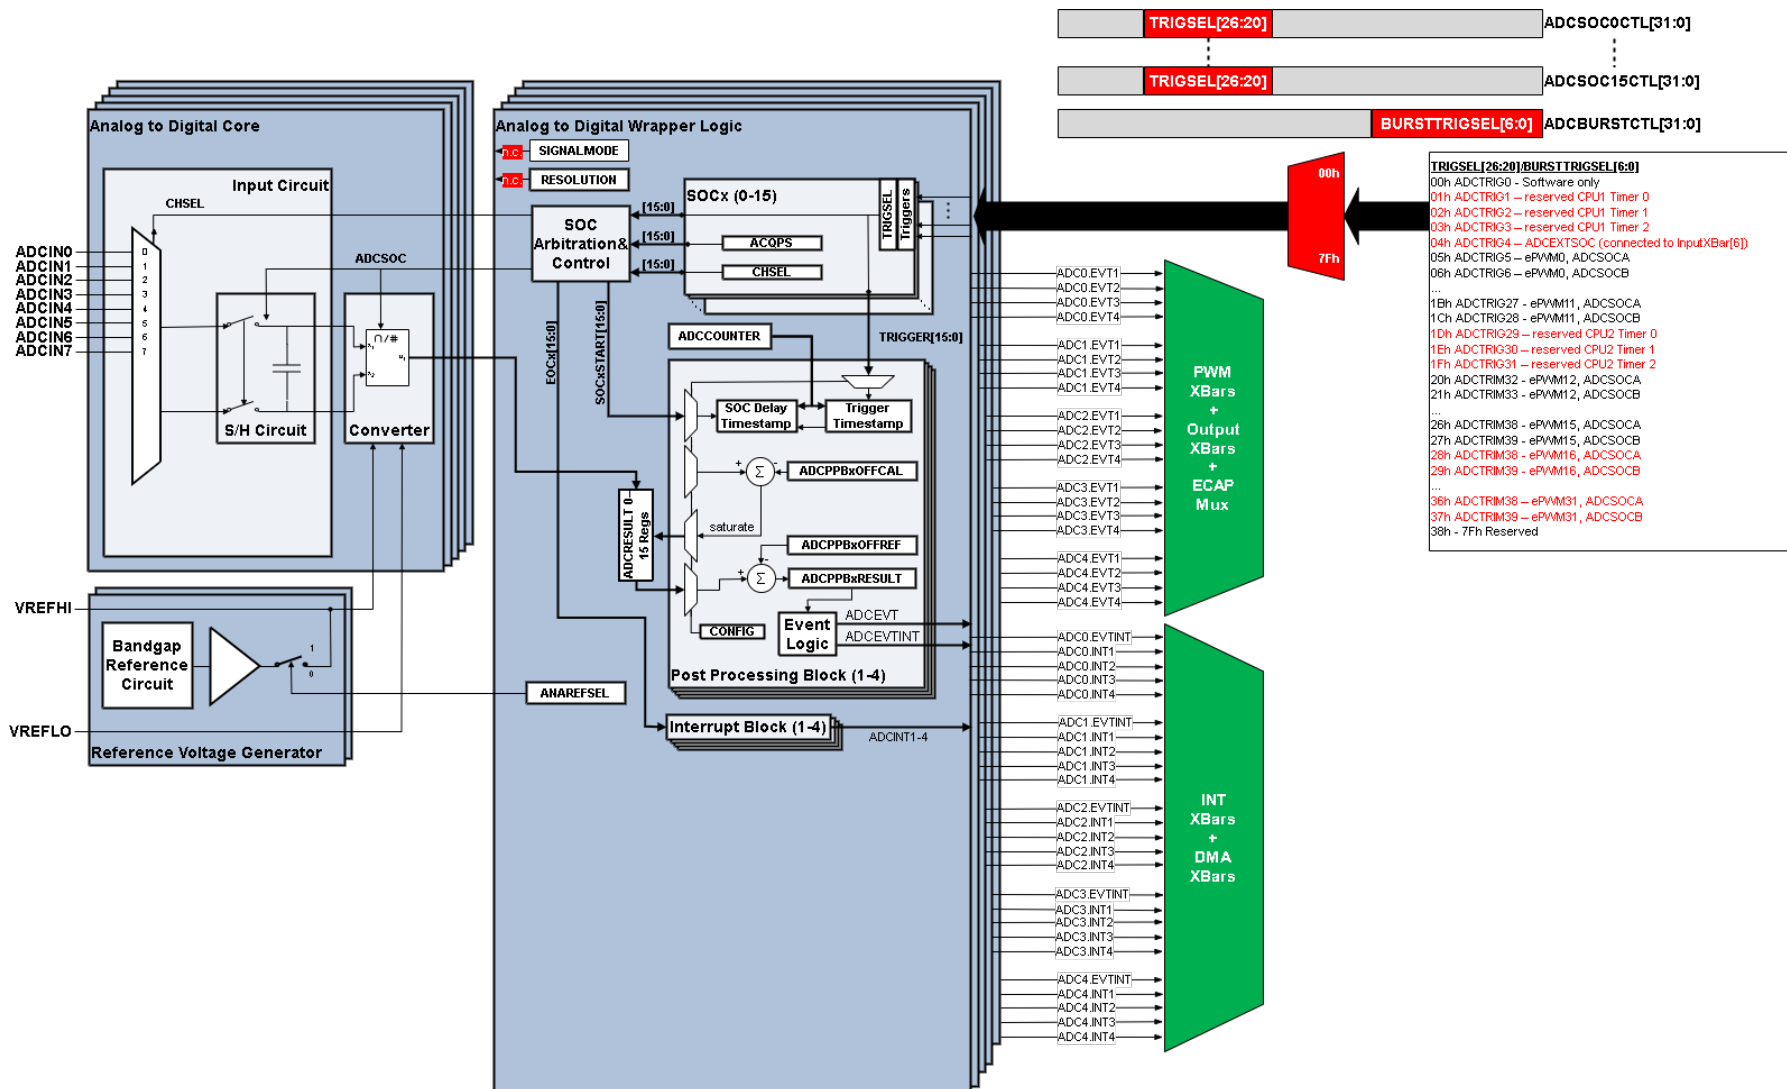 TRIGSEL[26:20]
ADCSOC0CTL[31:0]
TRIGSEL[26:20]
ADCSOC15CTL[31:0]
BURSTTRIGSEL[6:0]
ADCBURSTCTL[31:0]
Analog to Digital Core
Input Circuit
CHSEL
ADCIN0
ADCIN1
ADCIN2
ADCIN3
ADCIN4
ADCIN5
ADCIN6
ADCIN7
0
1
2
3
4
5
6
7
ADCSOC
S/H Circuit
Converter
VREFHI
VREFLO
Bandgap
Reference
Circuit
1
0
Reference Voltage Generator
Analog to Digital Wrapper Logic
n.c.
SIGNALMODE
n.c.
RESOLUTION
SOC
Arbitration&
Control
[15:0]
[15:0]
[15:0]
SOCx (0-15)
ACQPS
CHSEL
TRIGSEL
Triggers
EOCx[15:0]
SOCxSTART[15:0]
ADCCOUNTER
TRIGGER[15:0]
SOC Delay
Timestamp
Trigger
Timestamp
+
-
Σ
ADCPPBxOFFCAL
saturate
ADCRESULT 0–
15 Regs
ADCPPBxOFFREF
+
-
Σ
ADCPPBxRESULT
CONFIG
Event
Logic
ADCEVT
ADCEVTINT
Post Processing Block (1-4)
ANAREFSEL
Interrupt Block (1-4)
ADCINT1-4
ADC0.EVT1
ADC0.EVT2
ADC0.EVT3
ADC0.EVT4
ADC1.EVT1
ADC1.EVT2
ADC1.EVT3
ADC1.EVT4
ADC2.EVT1
ADC2.EVT2
ADC2.EVT3
ADC2.EVT4
ADC3.EVT1
ADC3.EVT2
ADC3.EVT3
ADC3.EVT4
ADC4.EVT1
ADC4.EVT2
ADC4.EVT3
ADC4.EVT4
PWM
XBars
+
Output
XBars
+
ECAP
Mux
ADC0.EVTINT
ADC0.INT1
ADC0.INT2
ADC0.INT3
ADC0.INT4
ADC1.EVTINT
ADC1.INT1
ADC1.INT2
ADC1.INT3
ADC1.INT4
ADC2.EVTINT
ADC2.INT1
ADC2.INT2
ADC2.INT3
ADC2.INT4
ADC3.EVTINT
ADC3.INT1
ADC3.INT2
ADC3.INT3
ADC3.INT4
ADC4.EVTINT
ADC4.INT1
ADC4.INT2
ADC4.INT3
ADC4.INT4
INT
XBars
+
DMA
XBars
00h
7Fh
TRIGSEL[26:20]/BURSTTRIGSEL[6:0]
00h ADCTRIG0 - Software only
01h ADCTRIG1 – reserved CPU1 Timer 0
02h ADCTRIG2 – reserved CPU1 Timer 1
03h ADCTRIG3 – reserved CPU1 Timer 2
04h ADCTRIG4 – ADCEXTSOC (connected to InputXBar[6])
05h ADCTRIG5 - ePWM0, ADCSOCA
06h ADCTRIG6 - ePWM0, ADCSOCB
...
1Bh ADCTRIG27 - ePWM11, ADCSOCA
1Ch ADCTRIG28 - ePWM11, ADCSOCB
1Dh ADCTRIG29 – reserved CPU2 Timer 0
1Eh ADCTRIG30 – reserved CPU2 Timer 1
1Fh ADCTRIG31 – reserved CPU2 Timer 2
20h ADCTRIM32 - ePWM12, ADCSOCA
21h ADCTRIM33 - ePWM12, ADCSOCB
...
26h ADCTRIM38 - ePWM15, ADCSOCA
27h ADCTRIM39 - ePWM15, ADCSOCB
28h ADCTRIM38 - ePWM16, ADCSOCA
29h ADCTRIM39 - ePWM16, ADCSOCB
...
36h ADCTRIM38 – ePWM31, ADCSOCA
37h ADCTRIM39 – ePWM31, ADCSOCB
38h - 7Fh Reserved